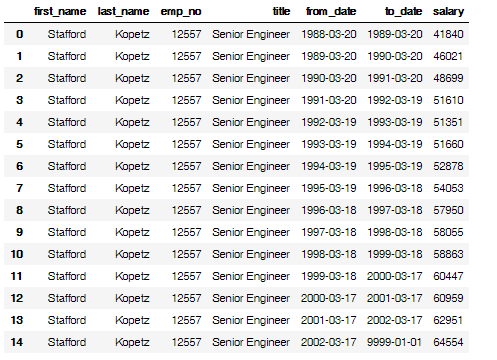 first_name last_name emp_no title from_date to_date salary
0 Stafford Kopetz 12557 Senior Engineer 1988-03-20 1989-03-20 41840
1 Stafford Kopetz 12557 Senior Engineer 1989-03-20 1990-03-20 46021
2 Stafford Kopetz 12557 Senior Engineer 1990-03-20 1991-03-20 48699
3 Stafford Kopetz 12557 Senior Engineer 1991-03-20 1992-03-19 51610
4 Stafford Kopetz 12557 Senior Engineer 1992-03-19 1993-03-19 51351
5 Stafford Kopetz 12557 Senior Engineer 1993-03-19 1994-03-19 51660
6 Stafford Kopetz 12557 Senior Engineer 1994-03-19 1995-03-19 52878
7 Stafford Kopetz 12557 Senior Engineer 1995-03-19 1996-03-18 54053
8 Stafford Kopetz 12557 Senior Engineer 1996-03-18 1997-03-18 57950
9 Stafford Kopetz 12557 Senior Engineer 1997-03-18 1998-03-18 58055
10 Stafford Kopetz 12557 Senior Engineer 1998-03-18 1999-03-18 58863
11 Stafford Kopetz 12557 Senior Engineer 1999-03-18 2000-03-17 60447
12 Stafford Kopetz 12557 Senior Engineer 2000-03-17 2001-03-17 60959
13 Stafford Kopetz 12557 Senior Engineer 2001-03-17 2002-03-17 62951
14 Stafford Kopetz 12557 Senior Engineer 2002-03-17 9999-01-01 64554